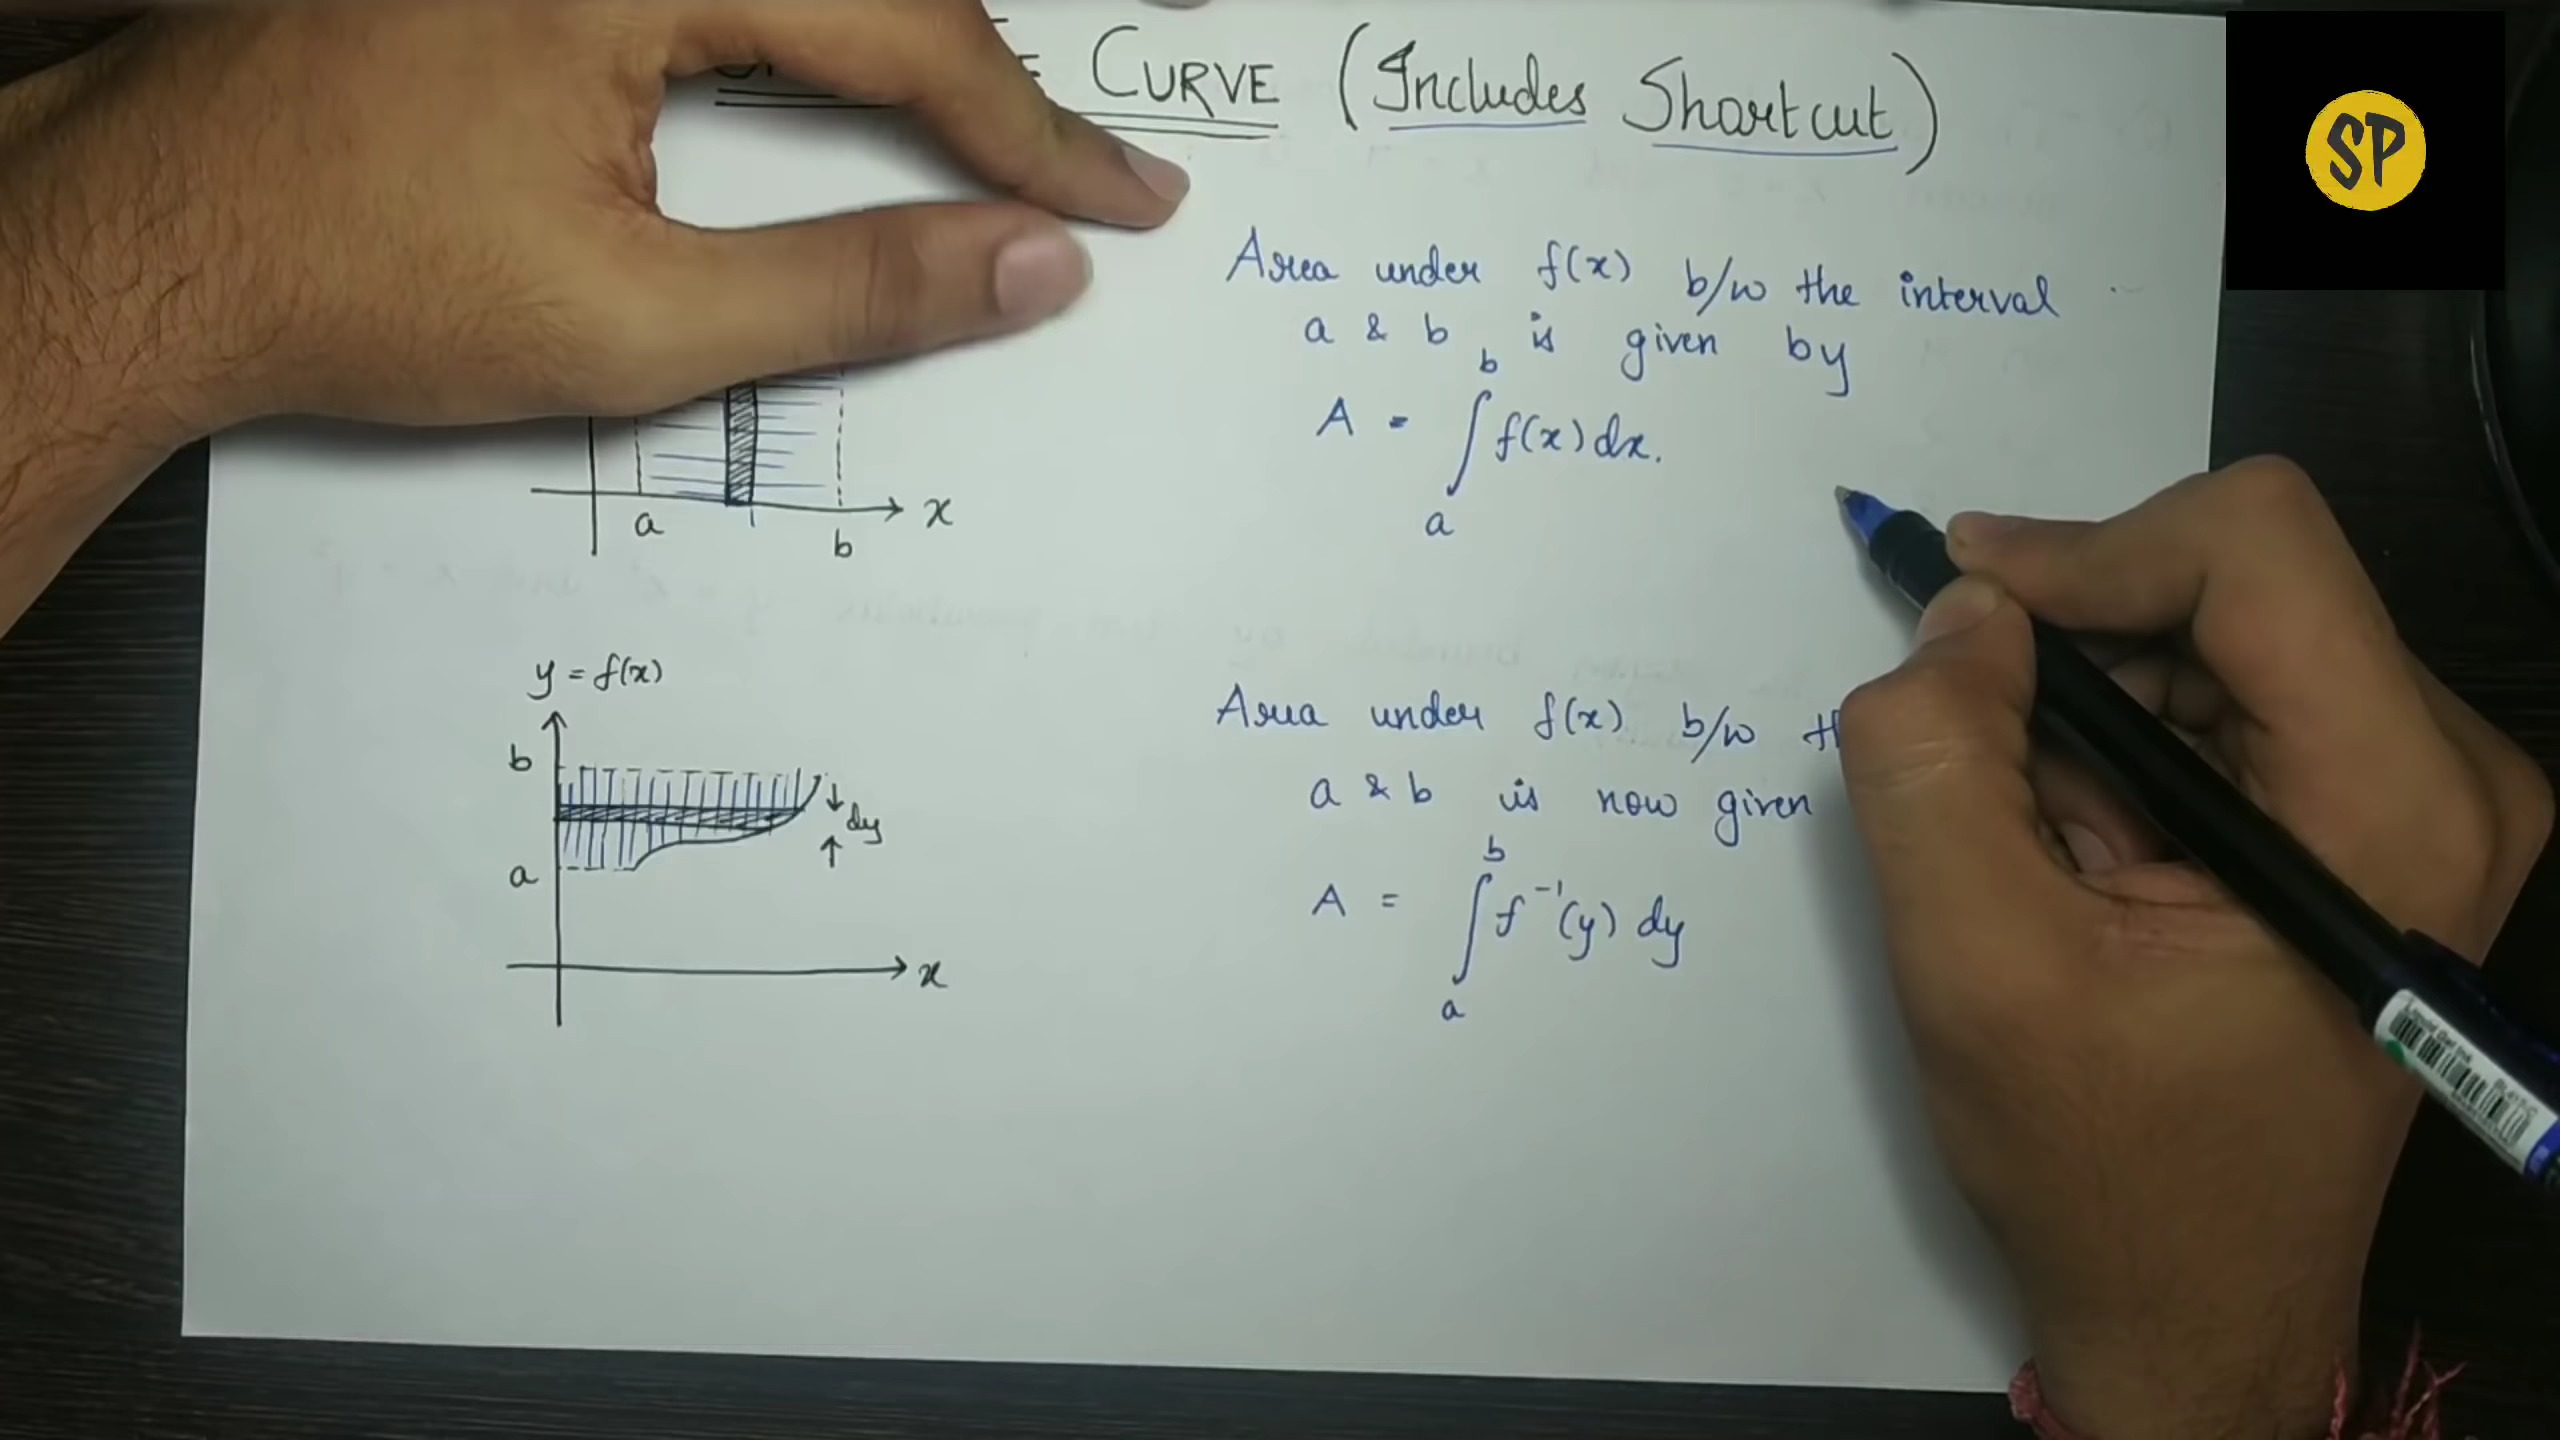 CURVE (Includes Shortcut)
SP
Area under f(x) b/w the interval
a & b is given by
A = ∫ₐᵇ f(x) dx.
a
b
x
y = f(x)
b
a
dy
x
Area under f(x) b/w
a & b is now given
A = ∫ₐᵇ f⁻¹(y) dy